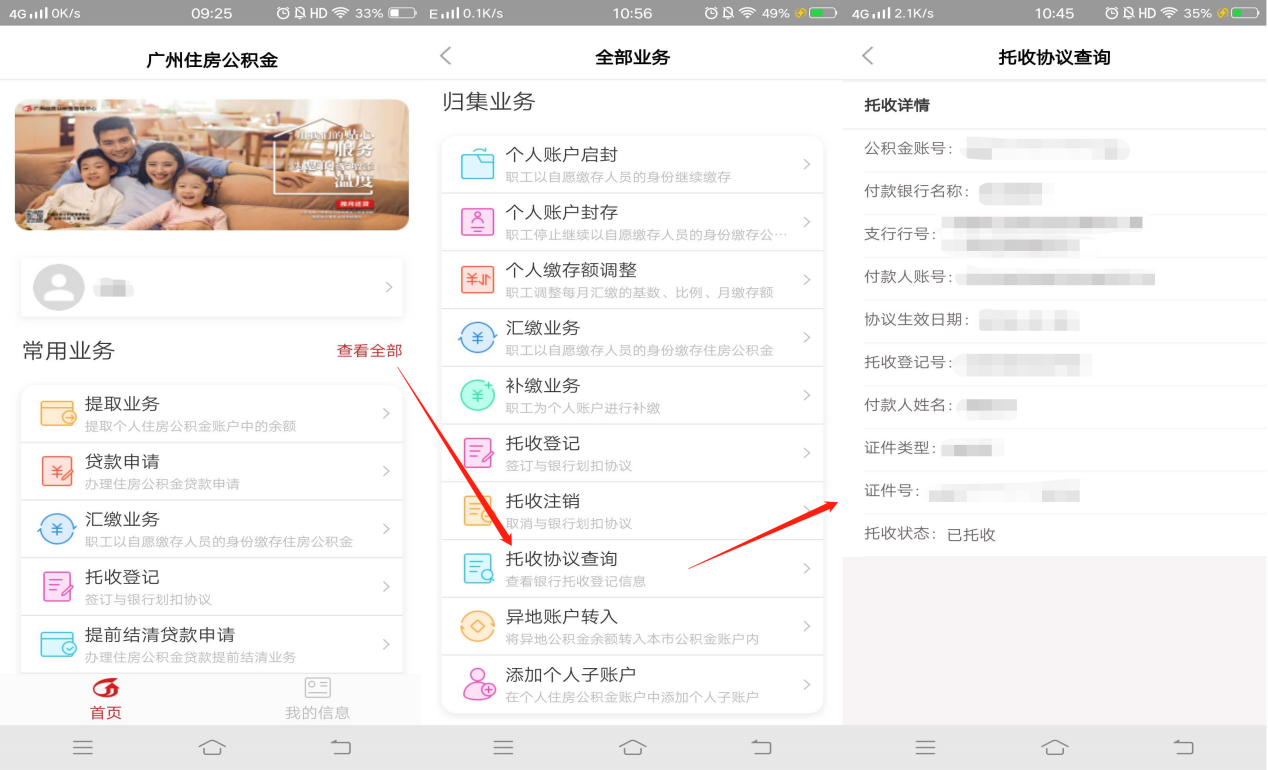 4G 0K/s 09:25 HD 33%
广州住房公积金
让我们的贴心
服务
温度
常用业务
查看全部
提取业务
提取个人住房公积金账户中的余额
贷款申请
办理住房公积金贷款申请
汇缴业务
职工以自愿缴存人员的身份缴存住房公积金
托收登记
签订与银行划扣协议
提前结清贷款申请
办理住房公积金贷款提前结清业务
首页
我的信息
E 0.1K/s 10:56 49%
全部业务
归集业务
个人账户启封
职工以自愿缴存人员的身份继续缴存
个人账户封存
职工停止继续以自愿缴存人员的身份缴存公…
个人缴存额调整
职工调整每月汇缴的基数、比例、月缴存额
汇缴业务
职工以自愿缴存人员的身份缴存住房公积金
补缴业务
职工为个人账户进行补缴
托收登记
签订与银行划扣协议
托收注销
取消与银行划扣协议
托收协议查询
查看银行托收登记信息
异地账户转入
将异地公积金余额转入本市公积金账户内
添加个人子账户
在个人住房公积金账户中添加个人子账户
4G 2.1K/s 10:45 HD 35%
托收协议查询
托收详情
公积金账号:
付款银行名称:
支行行号:
付款人账号:
协议生效日期:
托收登记号:
付款人姓名:
证件类型:
证件号:
托收状态: 已托收